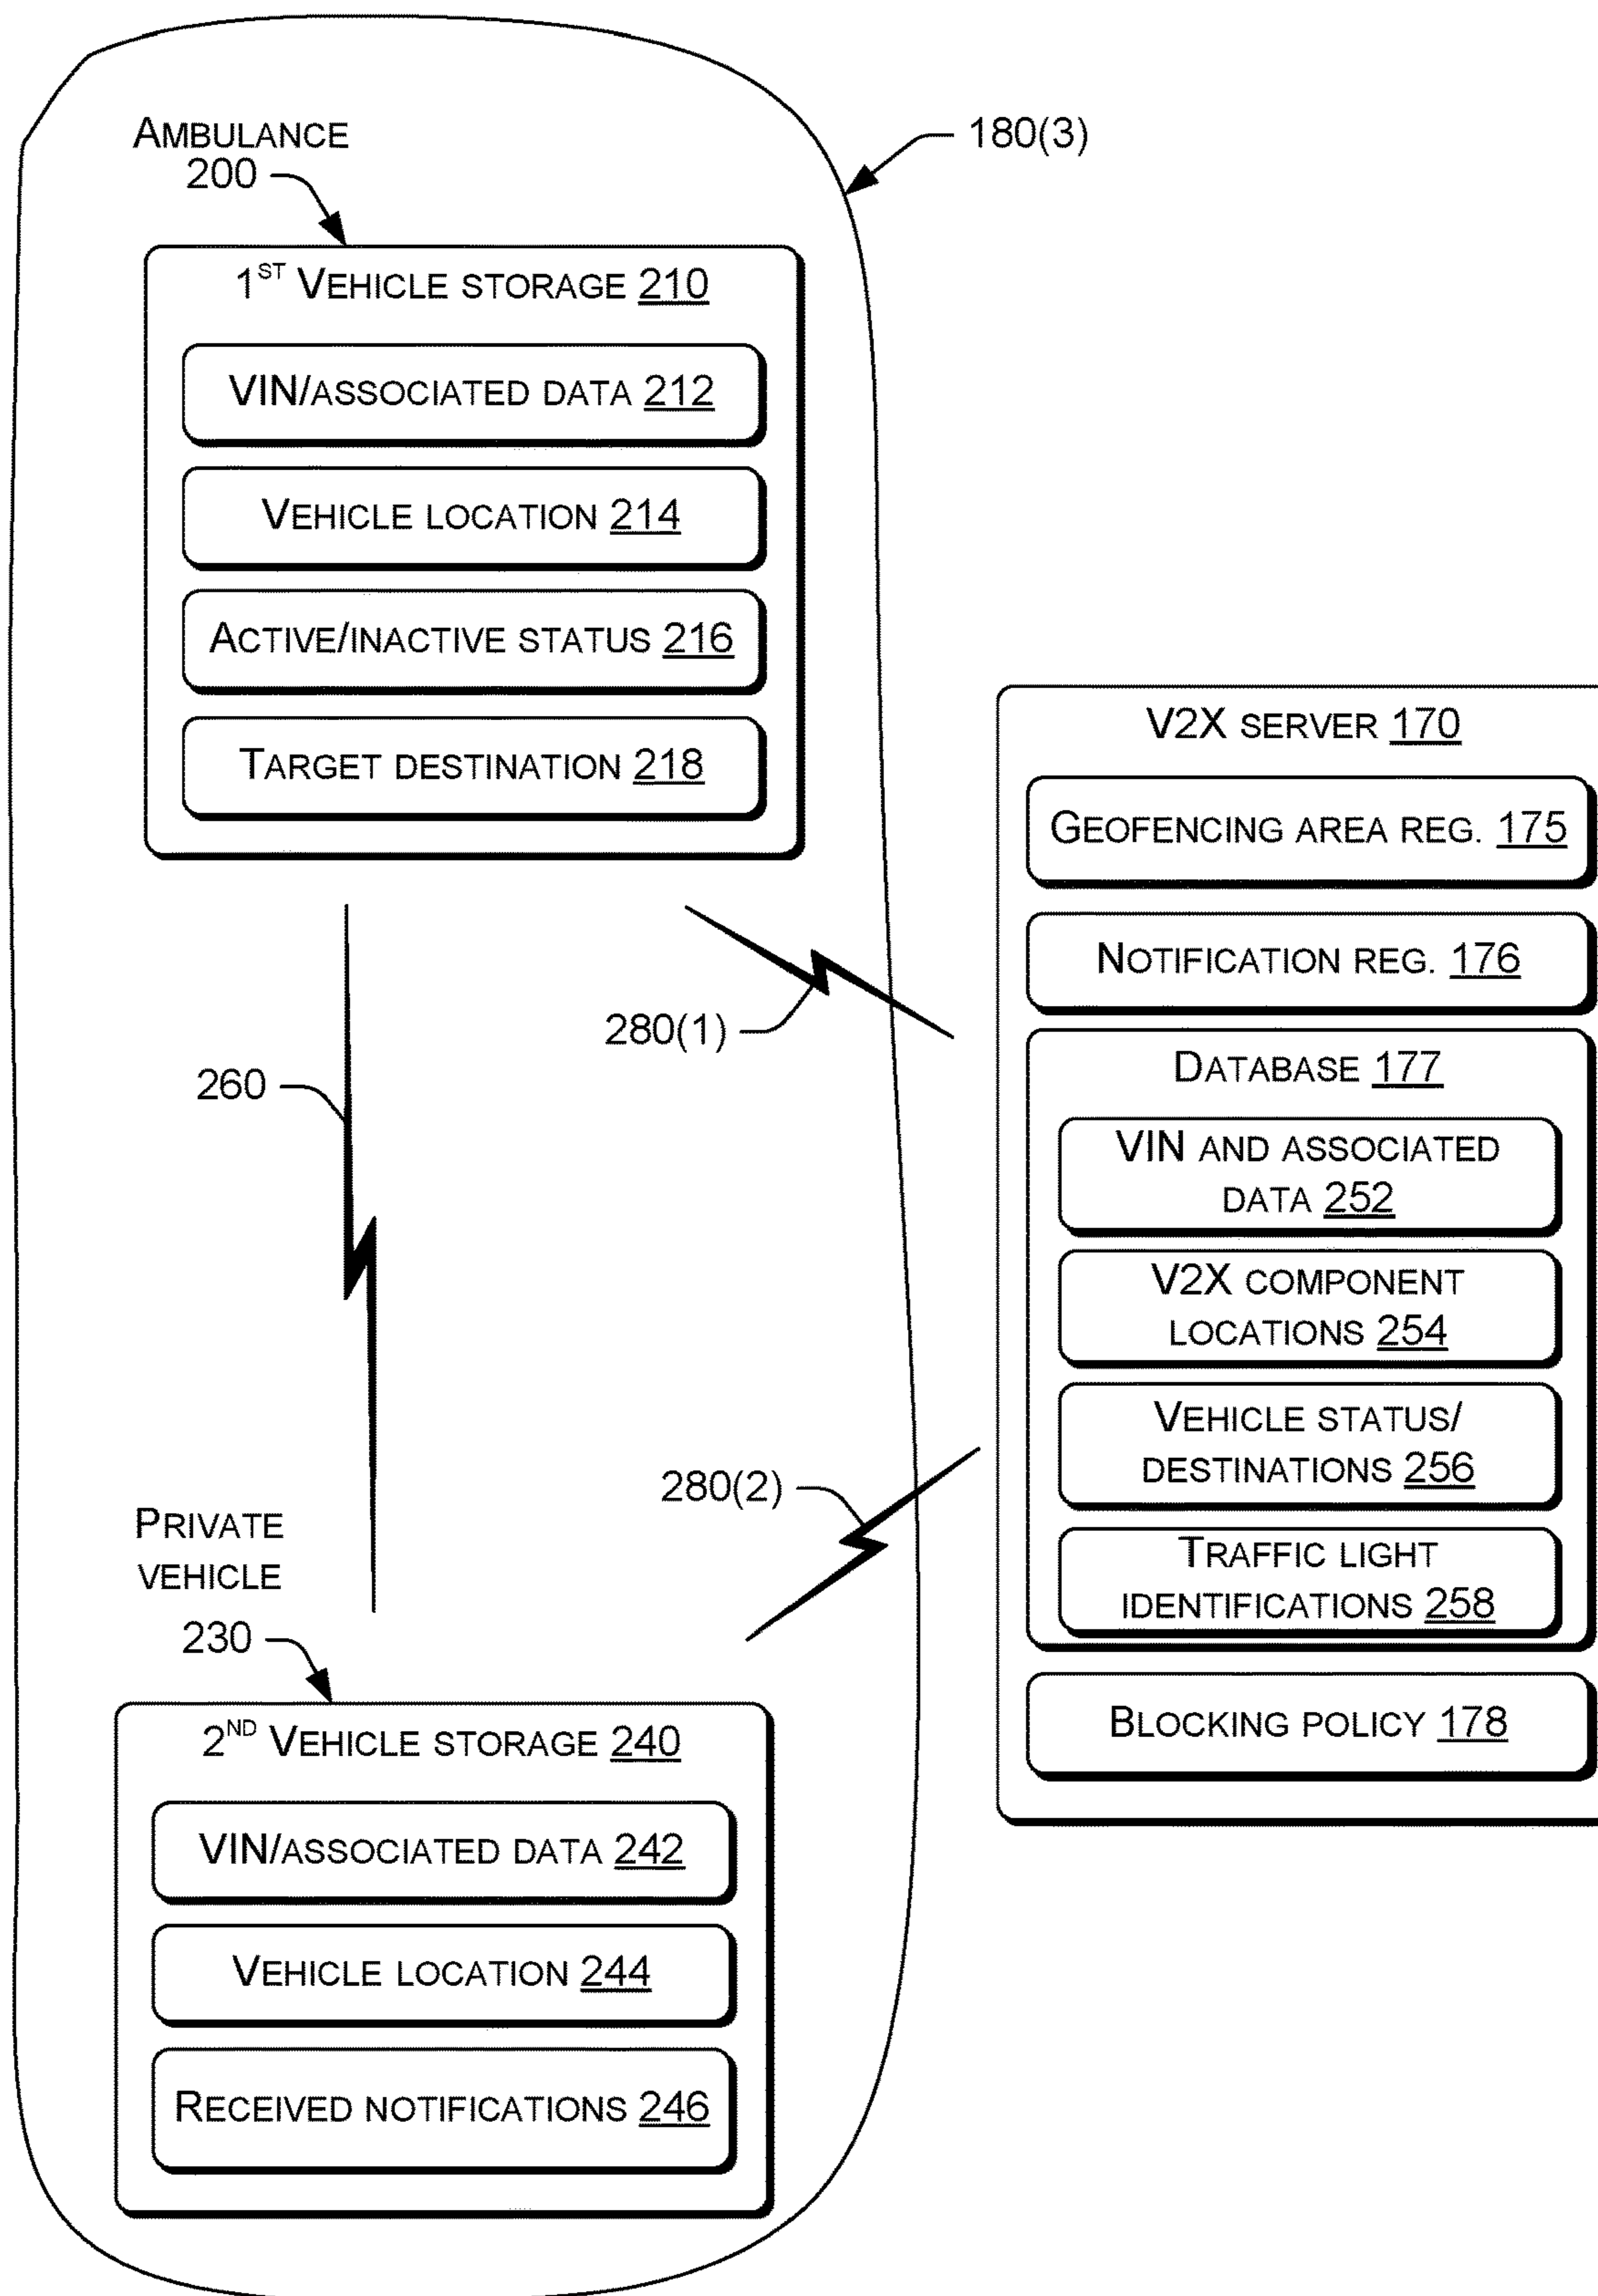 AMBULANCE
200
180(3)
1ST VEHICLE STORAGE 210
VIN/ASSOCIATED DATA 212
VEHICLE LOCATION 214
ACTIVE/INACTIVE STATUS 216
TARGET DESTINATION 218
280(1)
260
280(2)
PRIVATE
VEHICLE
230
2ND VEHICLE STORAGE 240
VIN/ASSOCIATED DATA 242
VEHICLE LOCATION 244
RECEIVED NOTIFICATIONS 246
V2X SERVER 170
GEOFENCING AREA REG. 175
NOTIFICATION REG. 176
DATABASE 177
VIN AND ASSOCIATED
DATA 252
V2X COMPONENT
LOCATIONS 254
VEHICLE STATUS/
DESTINATIONS 256
TRAFFIC LIGHT
IDENTIFICATIONS 258
BLOCKING POLICY 178